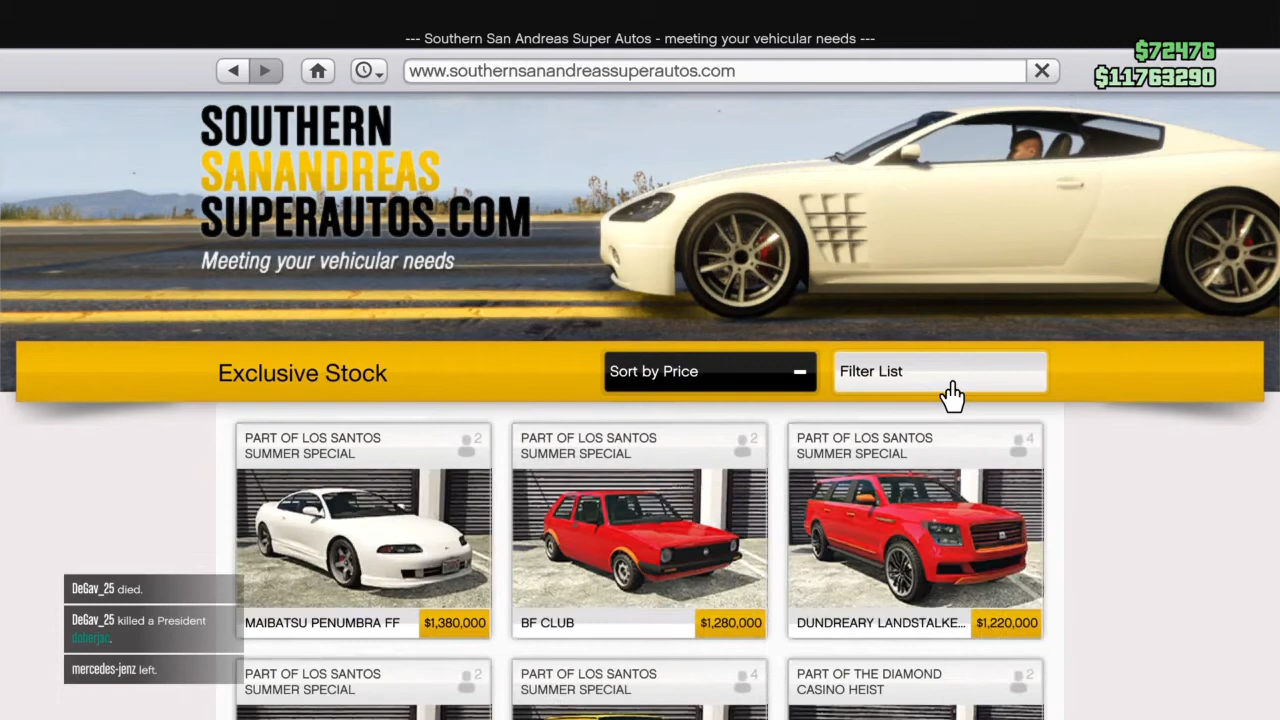 --- Southern San Andreas Super Autos - meeting your vehicular needs ---
$72476
www.southernsanandreassuperautos.com
$11763290
SOUTHERN
SANANDREAS
SUPERAUTOS.COM
Meeting your vehicular needs
Exclusive Stock
Sort by Price
Filter List
PART OF LOS SANTOS
SUMMER SPECIAL
2
PART OF LOS SANTOS
SUMMER SPECIAL
2
PART OF LOS SANTOS
SUMMER SPECIAL
4
MAIBATSU PENUMBRA FF
$1,380,000
BF CLUB
$1,280,000
DUNDREARY LANDSTALKE...
$1,220,000
DeGav_25 died.
DeGav_25 killed a President
doberjac.
mercedes-jenz left.
PART OF LOS SANTOS
SUMMER SPECIAL
2
PART OF LOS SANTOS
SUMMER SPECIAL
4
PART OF THE DIAMOND
CASINO HEIST
2